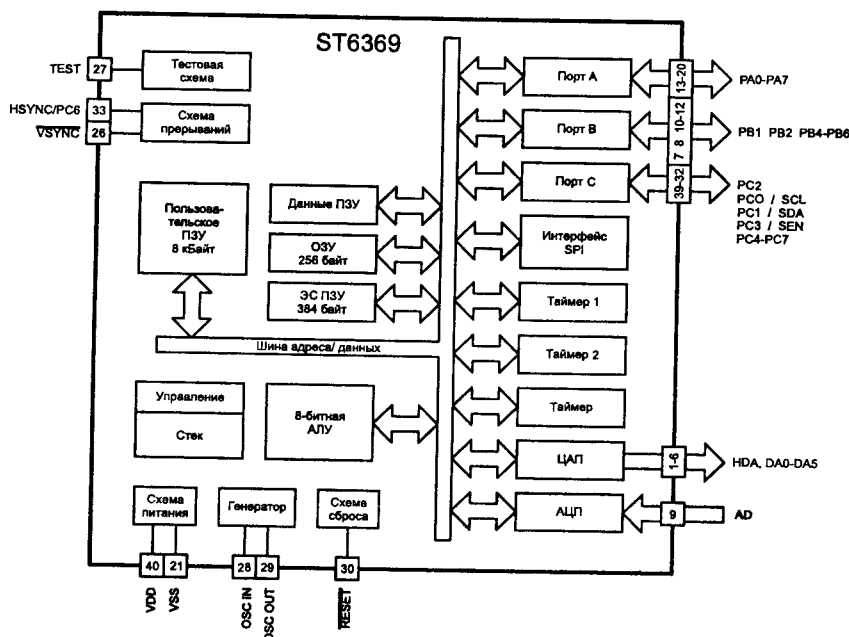 ST6369
TEST
27
Тестовая
схема
HSYNC/PC6
33
VSYNC
26
Схема
прерываний
Пользова-
тельское
ПЗУ
8 кБайт
Данные ПЗУ
ОЗУ
256 байт
ЭС ПЗУ
384 байт
Шина адреса/ данных
Управление
Стек
8-битная
АЛУ
Схема
питания
Генератор
Схема
сброса
40
21
28
29
30
VDD
VSS
OSC IN
OSC OUT
RESET
Порт A
13-20
PA0-PA7
Порт B
7 8 10-12
PB1 PB2 PB4-PB6
Порт C
39-32
PC2
PCO / SCL
PC1 / SDA
PC3 / SEN
PC4-PC7
Интерфейс
SPI
Таймер 1
Таймер 2
Таймер
ЦАП
1-6
HDA, DA0-DA5
АЦП
9
AD